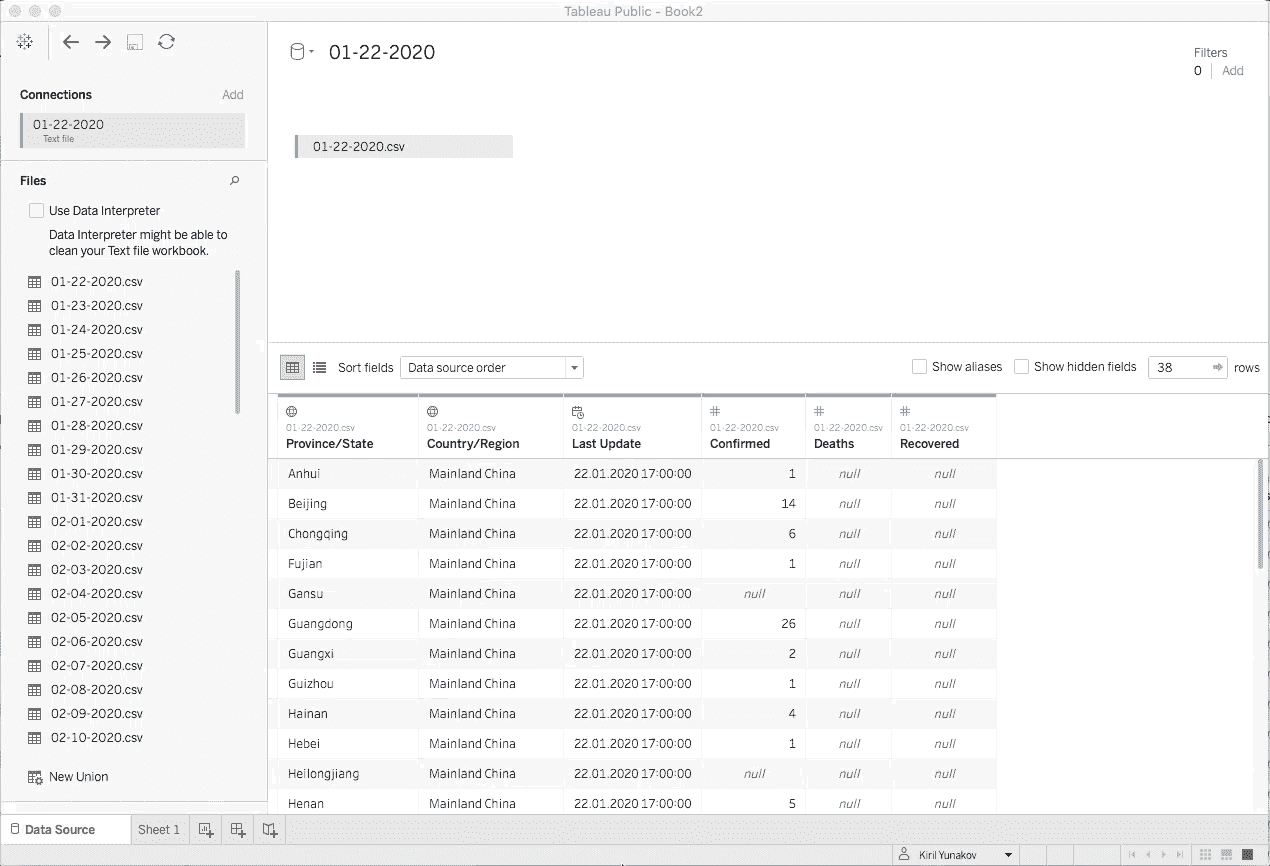 Tableau Public - Book2
01-22-2020
Filters
0 Add
Connections Add
01-22-2020
Text file
01-22-2020.csv
Files
Use Data Interpreter
Data Interpreter might be able to
clean your Text file workbook.
01-22-2020.csv
01-23-2020.csv
01-24-2020.csv
01-25-2020.csv
01-26-2020.csv
01-27-2020.csv
01-28-2020.csv
01-29-2020.csv
01-30-2020.csv
01-31-2020.csv
02-01-2020.csv
02-02-2020.csv
02-03-2020.csv
02-04-2020.csv
02-05-2020.csv
02-06-2020.csv
02-07-2020.csv
02-08-2020.csv
02-09-2020.csv
02-10-2020.csv
New Union
Sort fields Data source order Show aliases Show hidden fields 38 rows
01-22-2020.csv 01-22-2020.csv 01-22-2020.csv 01-22-2020.csv 01-22-2020.csv 01-22-2020.csv
Province/State Country/Region Last Update Confirmed Deaths Recovered
Anhui Mainland China 22.01.2020 17:00:00 1 null null
Beijing Mainland China 22.01.2020 17:00:00 14 null null
Chongqing Mainland China 22.01.2020 17:00:00 6 null null
Fujian Mainland China 22.01.2020 17:00:00 1 null null
Gansu Mainland China 22.01.2020 17:00:00 null null null
Guangdong Mainland China 22.01.2020 17:00:00 26 null null
Guangxi Mainland China 22.01.2020 17:00:00 2 null null
Guizhou Mainland China 22.01.2020 17:00:00 1 null null
Hainan Mainland China 22.01.2020 17:00:00 4 null null
Hebei Mainland China 22.01.2020 17:00:00 1 null null
Heilongjiang Mainland China 22.01.2020 17:00:00 null null null
Henan Mainland China 22.01.2020 17:00:00 5 null null
Data Source Sheet 1
Kiril Yunakov